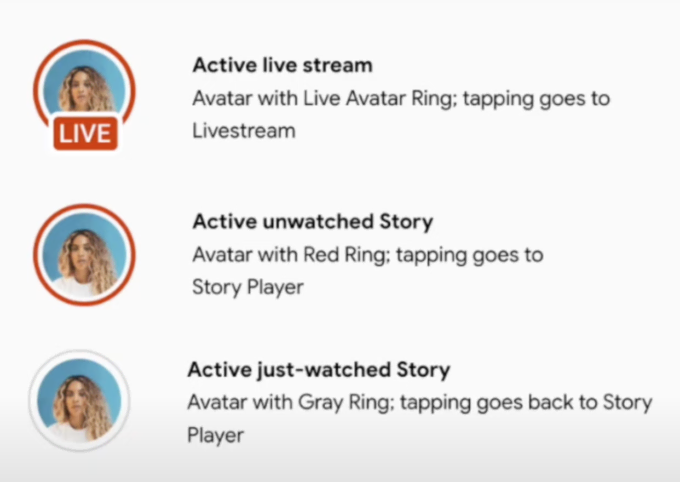 Active live stream
Avatar with Live Avatar Ring; tapping goes to
Livestream
LIVE
Active unwatched Story
Avatar with Red Ring; tapping goes to
Story Player
Active just-watched Story
Avatar with Gray Ring; tapping goes back to Story
Player